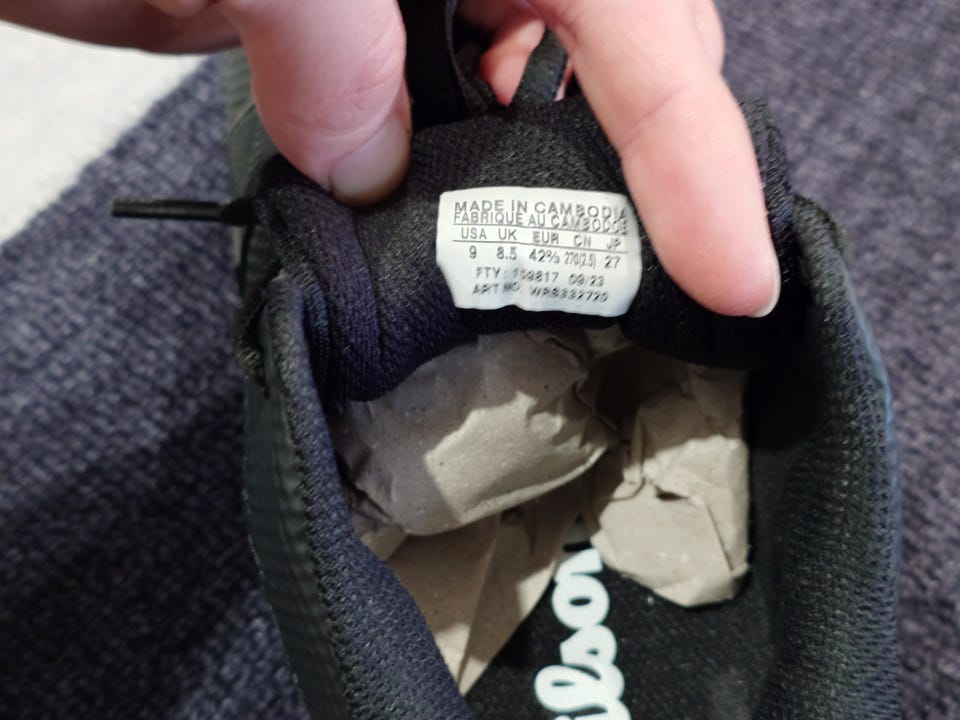 MADE IN CAMBODIA
FABRIQUE AU CAMBODGE
USA UK EUR CN JP
9 8.5 42⅔ 270(2.5) 27
FTY: 159817 09/23
ART NO. WRS332720
ilson